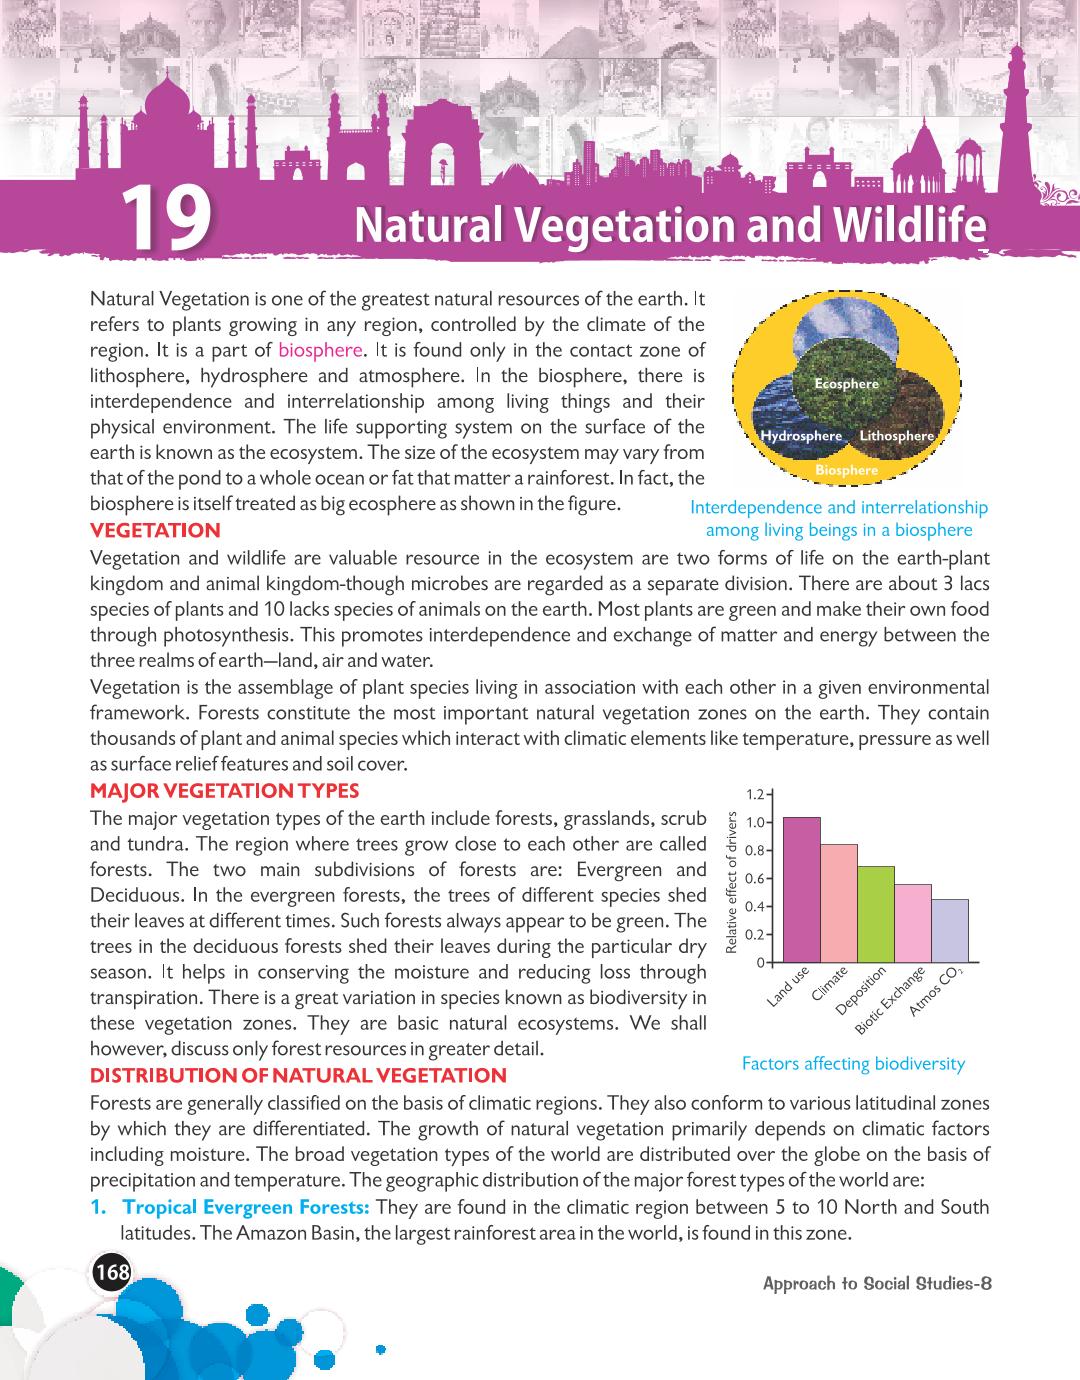 19
Natural Vegetation and Wildlife
Natural Vegetation is one of the greatest natural resources of the earth. It
refers to plants growing in any region, controlled by the climate of the
region. It is a part of biosphere. It is found only in the contact zone of
lithosphere, hydrosphere and atmosphere. In the biosphere, there is
interdependence and interrelationship among living things and their
physical environment. The life supporting system on the surface of the
earth is known as the ecosystem. The size of the ecosystem may vary from
that of the pond to a whole ocean or fat that matter a rainforest. In fact, the
biosphere is itself treated as big ecosphere as shown in the figure.
Ecosphere
Hydrosphere
Lithosphere
Biosphere
Interdependence and interrelationship
among living beings in a biosphere
VEGETATION
Vegetation and wildlife are valuable resource in the ecosystem are two forms of life on the earth-plant
kingdom and animal kingdom-though microbes are regarded as a separate division. There are about 3 lacs
species of plants and 10 lacks species of animals on the earth. Most plants are green and make their own food
through photosynthesis. This promotes interdependence and exchange of matter and energy between the
three realms of earth—land, air and water.
Vegetation is the assemblage of plant species living in association with each other in a given environmental
framework. Forests constitute the most important natural vegetation zones on the earth. They contain
thousands of plant and animal species which interact with climatic elements like temperature, pressure as well
as surface relief features and soil cover.
MAJOR VEGETATION TYPES
The major vegetation types of the earth include forests, grasslands, scrub
and tundra. The region where trees grow close to each other are called
forests. The two main subdivisions of forests are: Evergreen and
Deciduous. In the evergreen forests, the trees of different species shed
their leaves at different times. Such forests always appear to be green. The
trees in the deciduous forests shed their leaves during the particular dry
season. It helps in conserving the moisture and reducing loss through
transpiration. There is a great variation in species known as biodiversity in
these vegetation zones. They are basic natural ecosystems. We shall
however, discuss only forest resources in greater detail.
Relative effect of drivers
1.2
1.0
0.8
0.6
0.4
0.2
0
Land use
Climate
Deposition
Biotic Exchange
Atmos CO₂
Factors affecting biodiversity
DISTRIBUTION OF NATURAL VEGETATION
Forests are generally classified on the basis of climatic regions. They also conform to various latitudinal zones
by which they are differentiated. The growth of natural vegetation primarily depends on climatic factors
including moisture. The broad vegetation types of the world are distributed over the globe on the basis of
precipitation and temperature. The geographic distribution of the major forest types of the world are:
1. Tropical Evergreen Forests: They are found in the climatic region between 5 to 10 North and South
latitudes. The Amazon Basin, the largest rainforest area in the world, is found in this zone.
168
Approach to Social Studies-8